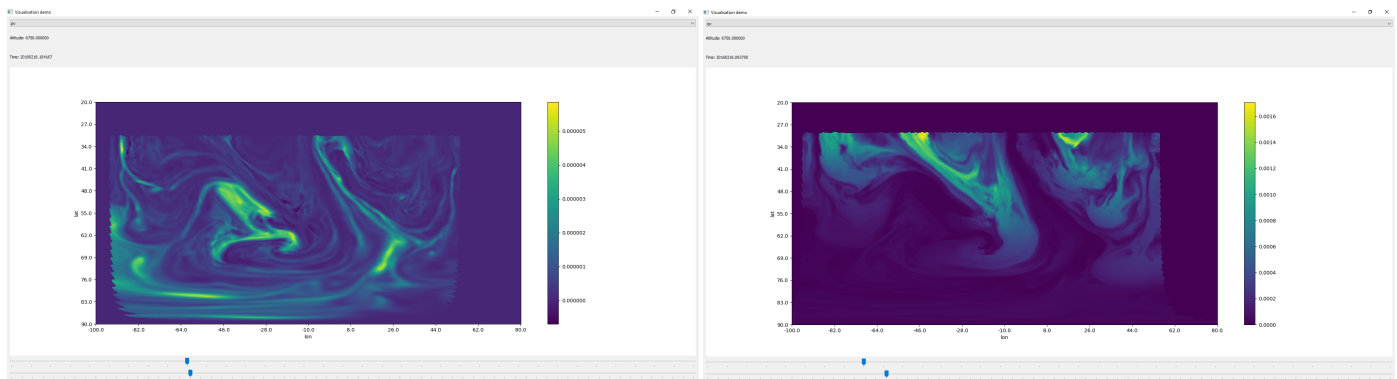 Visualisation demo
pv
Altitude: 6750.000000
Time: 20160216.104167
20.0
27.0
34.0
41.0
48.0
55.0
62.0
69.0
76.0
83.0
90.0
lat
-100.0 -82.0 -64.0 -46.0 -28.0 -10.0 8.0 26.0 44.0 62.0 80.0
lon
0.000005
0.000004
0.000003
0.000002
0.000001
0.000000
Visualisation demo
qv
Altitude: 6750.000000
Time: 20160216.093750
20.0
27.0
34.0
41.0
48.0
55.0
62.0
69.0
76.0
83.0
90.0
lat
-100.0 -82.0 -64.0 -46.0 -28.0 -10.0 8.0 26.0 44.0 62.0 80.0
lon
0.0016
0.0014
0.0012
0.0010
0.0008
0.0006
0.0004
0.0002
0.0000